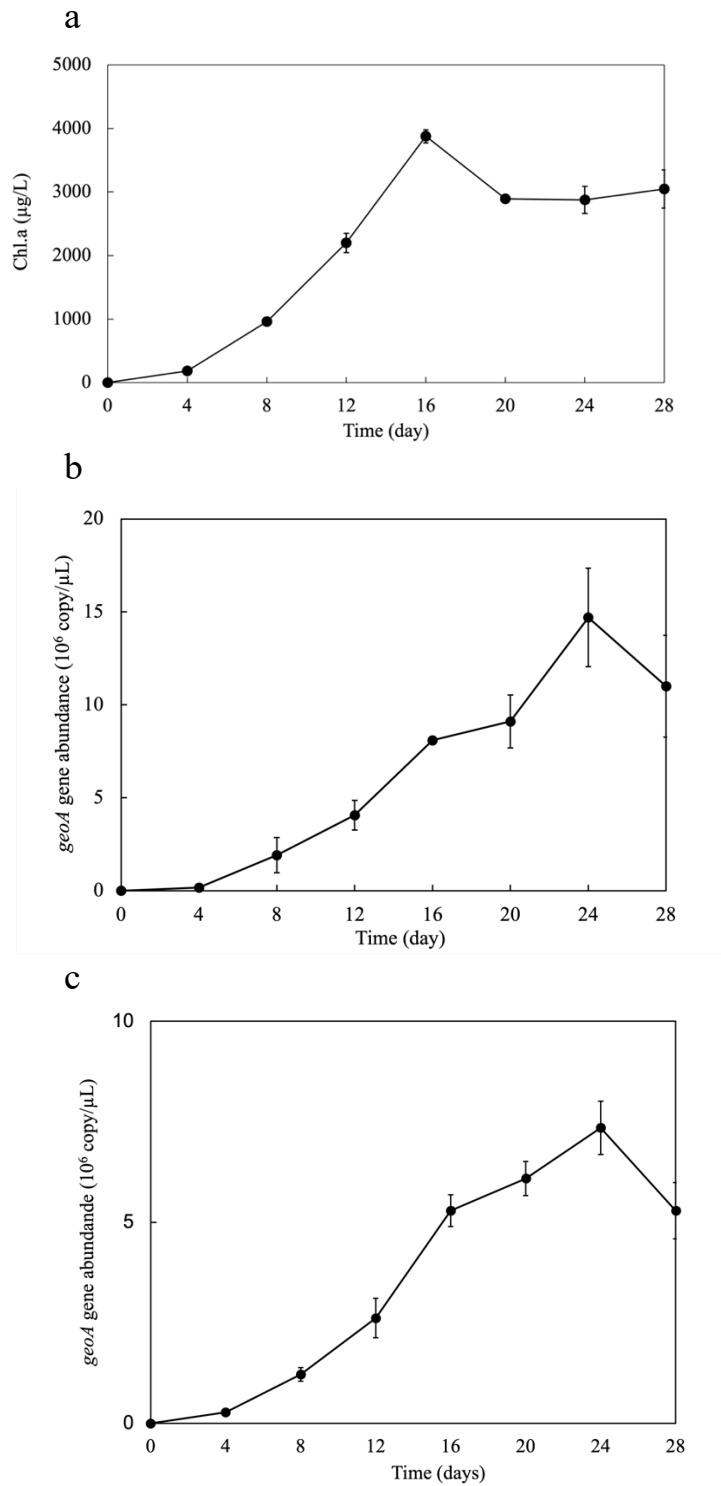 a
5000
4000
3000
2000
1000
0
Chl.a (μg/L)
0 4 8 12 16 20 24 28
Time (day)
b
20
15
10
5
0
geoA gene abundance (10⁶ copy/μL)
0 4 8 12 16 20 24 28
Time (day)
c
10
5
0
geoA gene abundande (10⁶ copy/μL)
0 4 8 12 16 20 24 28
Time (days)